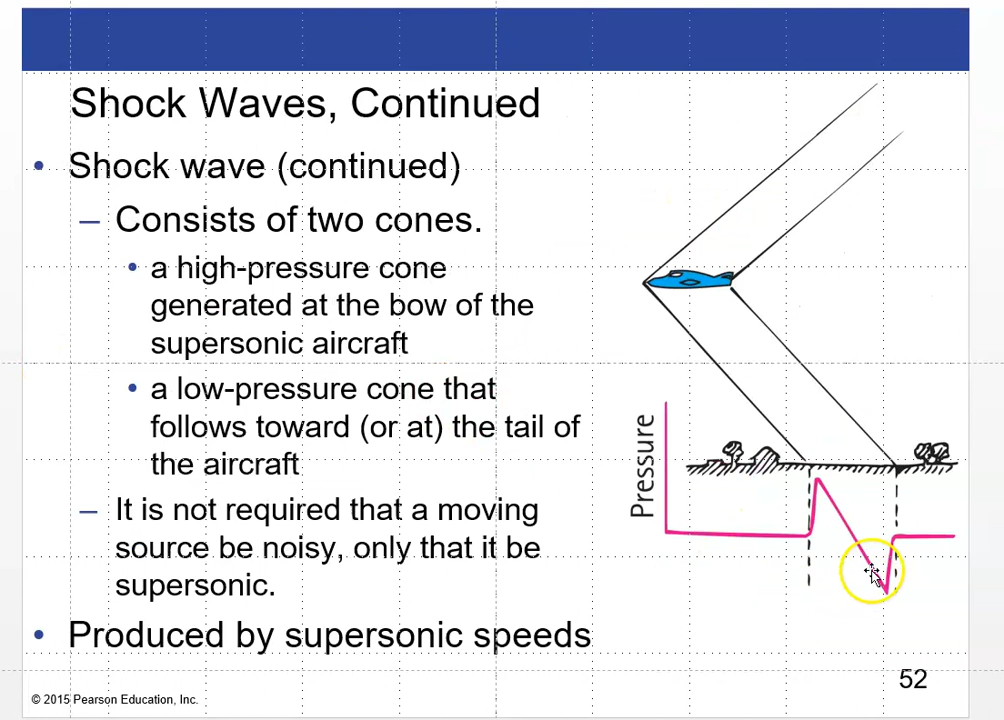 Shock Waves, Continued
• Shock wave (continued)
– Consists of two cones.
• a high-pressure cone
generated at the bow of the
supersonic aircraft
• a low-pressure cone that
follows toward (or at) the tail of
the aircraft
– It is not required that a moving
source be noisy, only that it be
supersonic.
• Produced by supersonic speeds
Pressure
52
© 2015 Pearson Education, Inc.